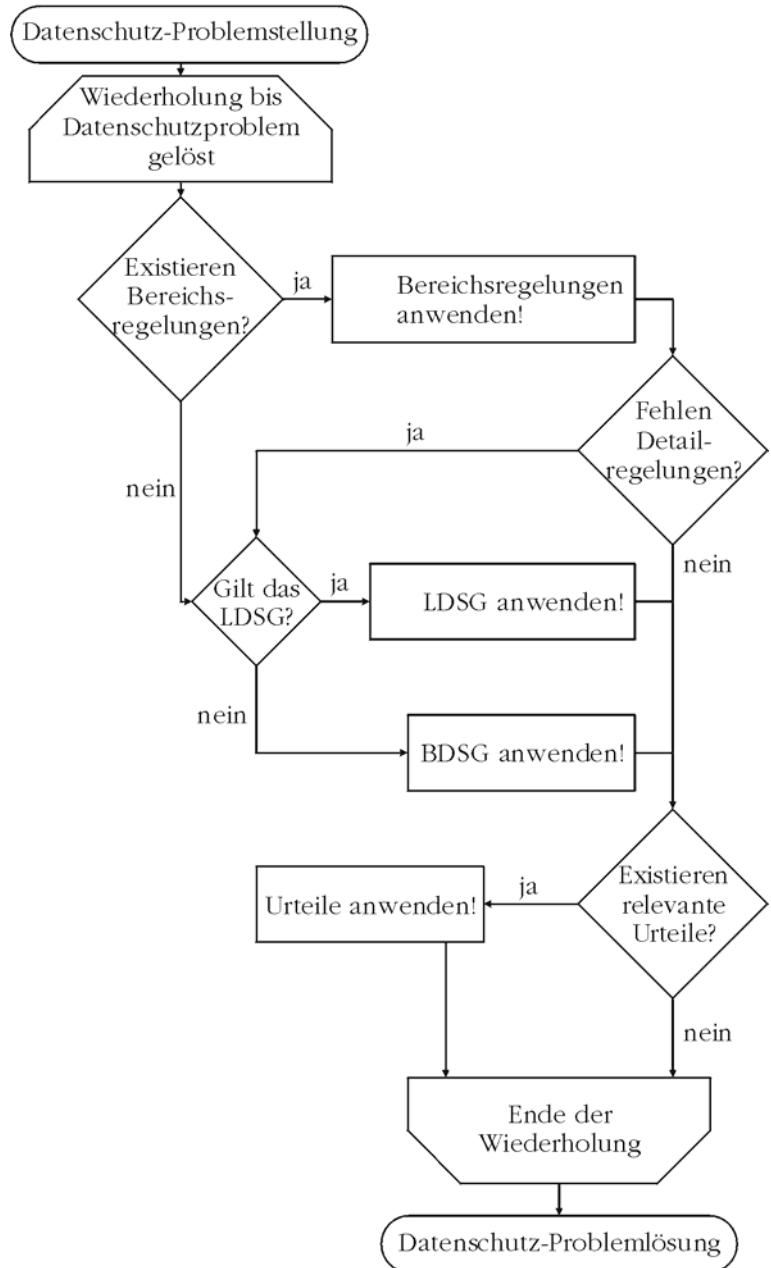 Datenschutz-Problemstellung
Wiederholung bis
Datenschutzproblem
gelöst
Existieren
Bereichs-
regelungen?
ja
Bereichsregelungen
anwenden!
Fehlen
Detail-
regelungen?
ja
nein
nein
Gilt das
LDSG?
ja
LDSG anwenden!
nein
BDSG anwenden!
Existieren
relevante
Urteile?
ja
Urteile anwenden!
nein
Ende der
Wiederholung
Datenschutz-Problemlösung